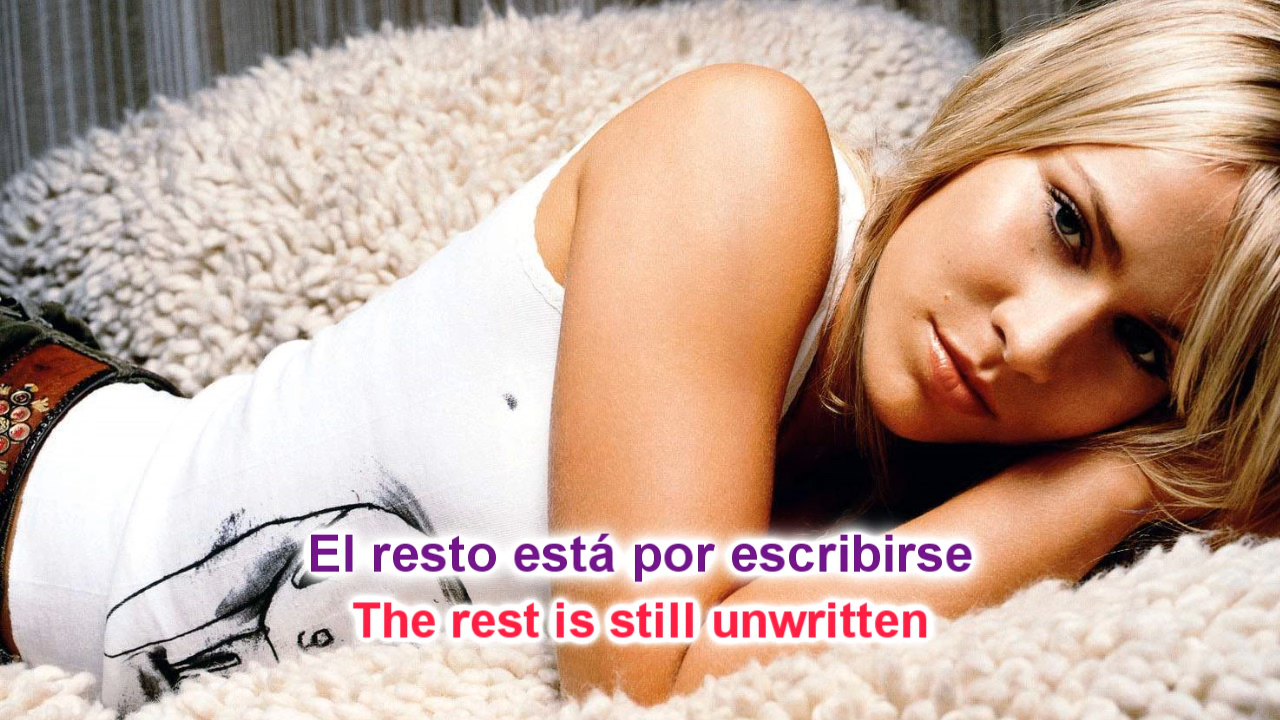 El resto está por escribirse
The rest is still unwritten